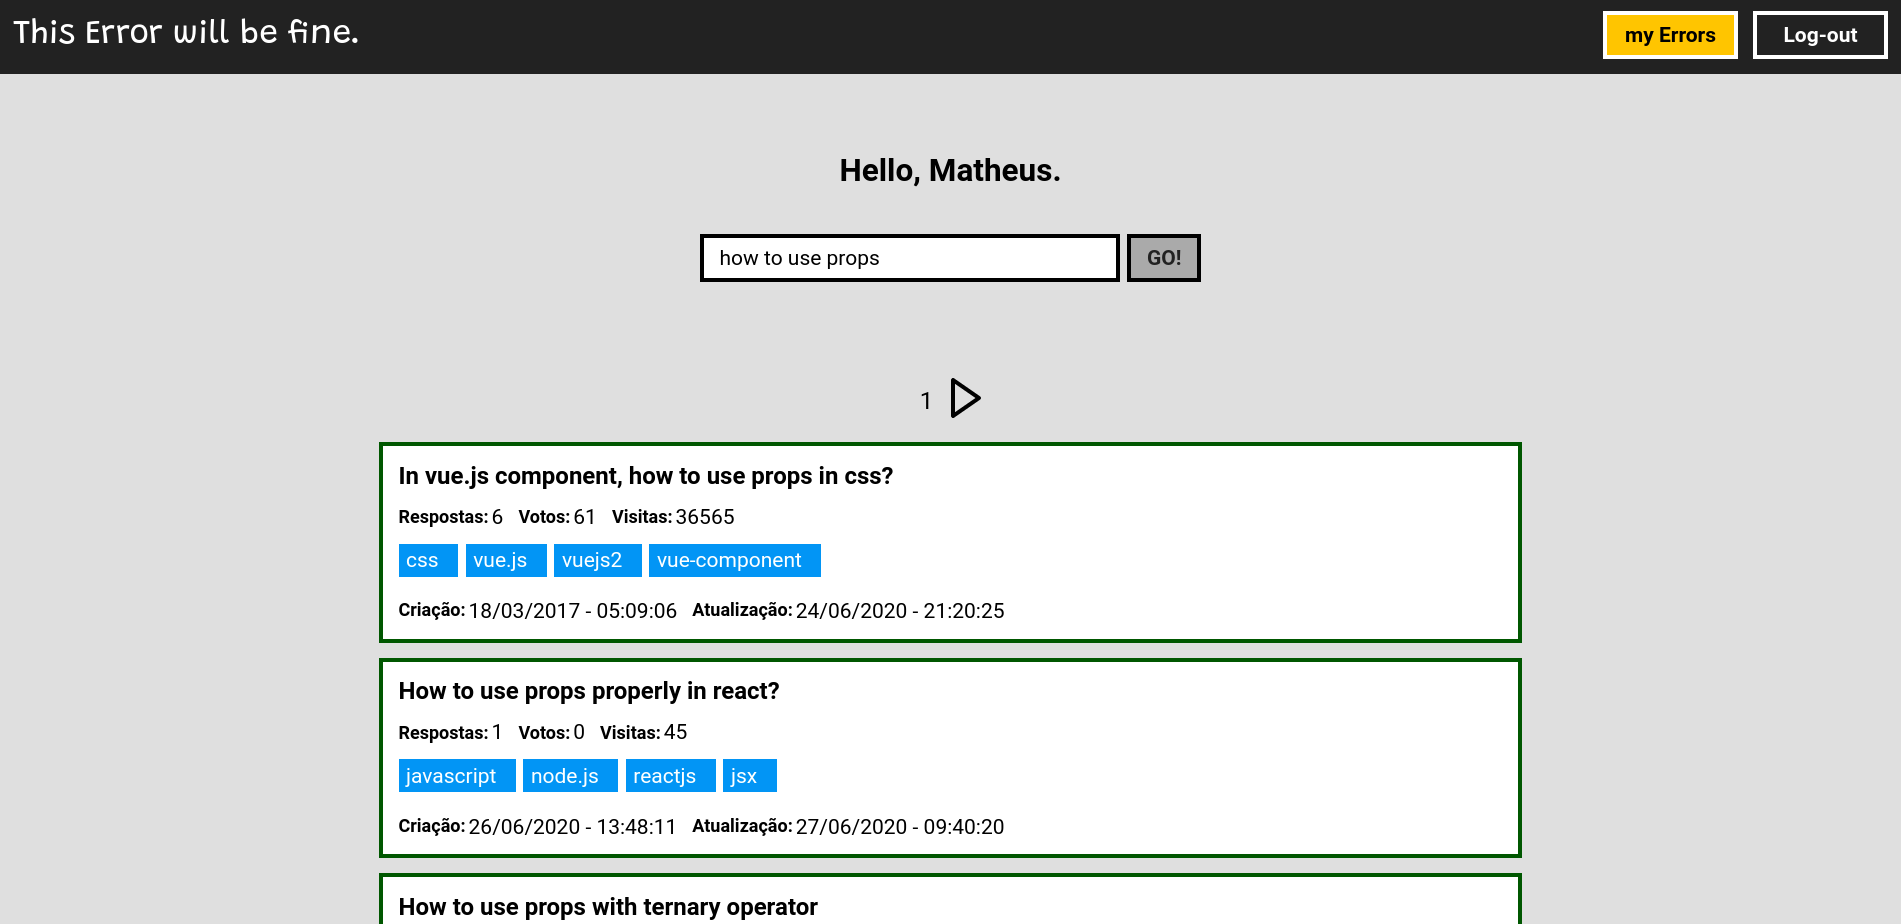 This Error will be fine.
my Errors
Log-out
Hello, Matheus.
how to use props
GO!
1
In vue.js component, how to use props in css?
Respostas: 6 Votos: 61 Visitas: 36565
css vue.js vuejs2 vue-component
Criação: 18/03/2017 - 05:09:06 Atualização: 24/06/2020 - 21:20:25
How to use props properly in react?
Respostas: 1 Votos: 0 Visitas: 45
javascript node.js reactjs jsx
Criação: 26/06/2020 - 13:48:11 Atualização: 27/06/2020 - 09:40:20
How to use props with ternary operator